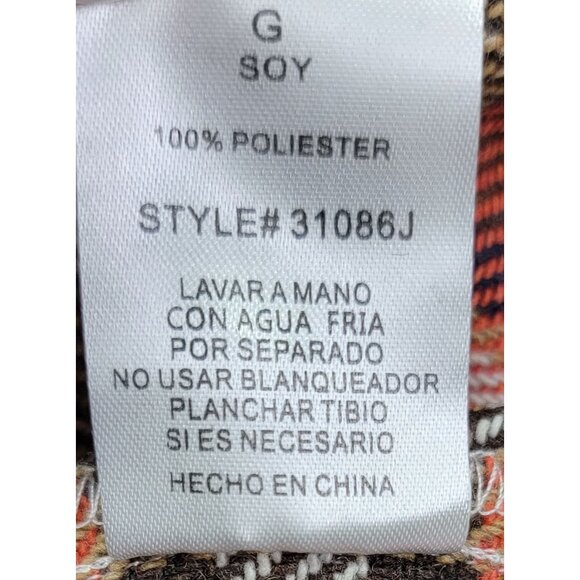 G
SOY
100% POLIESTER
STYLE# 31086J
LAVAR A MANO
CON AGUA FRIA
POR SEPARADO
NO USAR BLANQUEADOR
PLANCHAR TIBIO
SI ES NECESARIO
HECHO EN CHINA